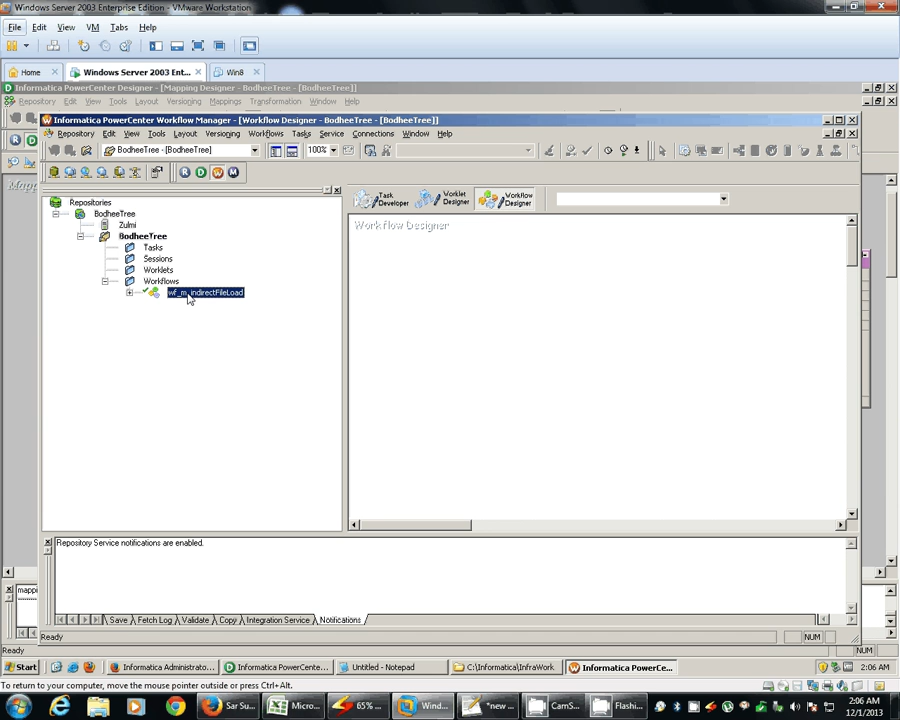 Windows Server 2003 Enterprise Edition - VMware Workstation
File Edit View VM Tabs Help
Home Windows Server 2003 Ent... Win8
Informatica PowerCenter Designer - [Mapping Designer - BodheeTree - [BodheeTree]]
Repository Edit View Tools Layout Versioning Mappings Transformation Window Help
Informatica PowerCenter Workflow Manager - [Workflow Designer - BodheeTree - [BodheeTree]]
Repository Edit View Tools Layout Versioning Workflows Tasks Service Connections Window Help
BodheeTree - [BodheeTree] 100%
R D W M
Mapp
Repositories
BodheeTree
Zulmi
BodheeTree
Tasks
Sessions
Worklets
Workflows
wf_m_indirectFileLoad
Task Developer
Worklet Designer
Workflow Designer
Workflow Designer
Repository Service notifications are enabled.
mappi
Save Fetch Log Validate Copy Integration Service Notifications
Ready NUM
Ready NUM
Start Informatica Administrato... Informatica PowerCente... Untitled - Notepad C:\Informatica\InfraWork Informatica PowerCe... 2:06 AM
To return to your computer, move the mouse pointer outside or press Ctrl+Alt.
Sar Su... Micro... 65% ... Wind... *new ... CamS... Flashi... 2:06 AM
12/1/2013